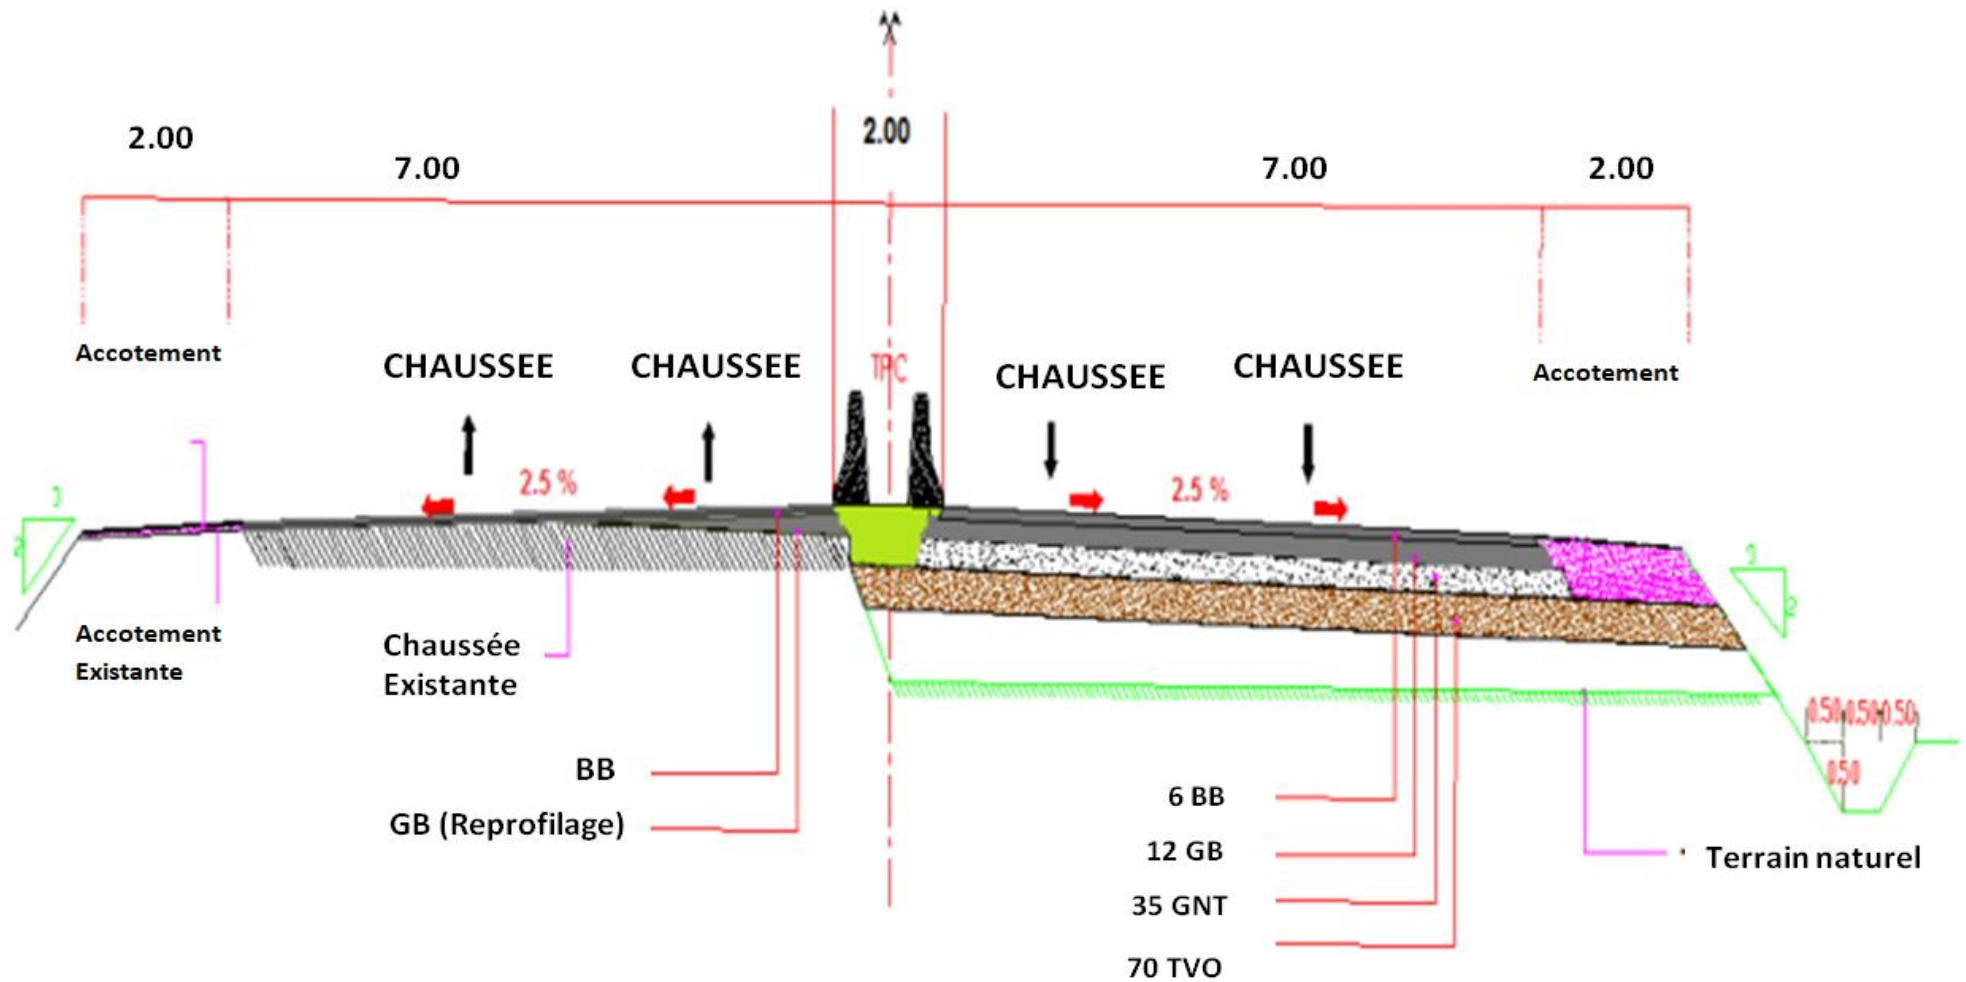 2.00
2.00
7.00
7.00
2.00
Accotement
CHAUSSEE
CHAUSSEE
TPC
CHAUSSEE
CHAUSSEE
Accotement
2.5 %
2.5 %
3
2
3
2
Accotement
Existante
Chaussée
Existante
0.50
0.50
0.50
0.50
BB
GB (Reprofilage)
6 BB
12 GB
35 GNT
70 TVO
Terrain naturel